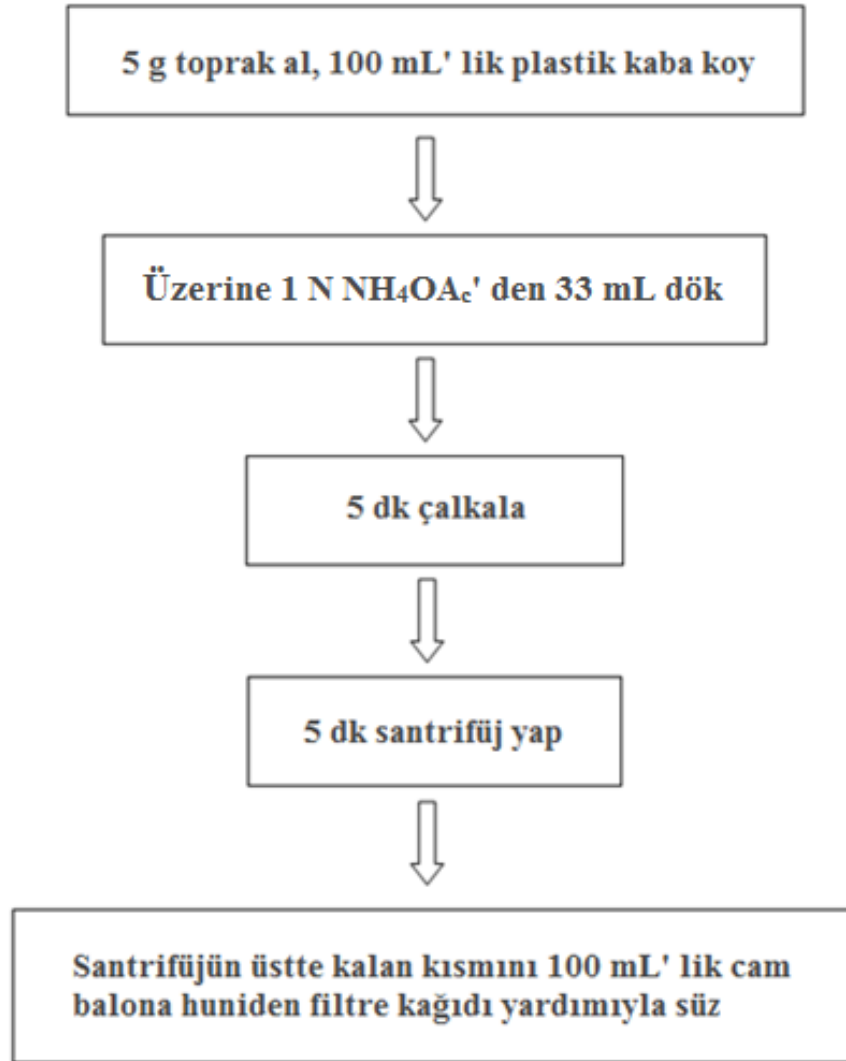 5 g toprak al, 100 mL' lik plastik kaba koy
Üzerine 1 N NH₄OA꜀' den 33 mL dök
5 dk çalkala
5 dk santrifüj yap
Santrifüjün üstte kalan kısmını 100 mL' lik cam
balona huniden filtre kağıdı yardımıyla süz